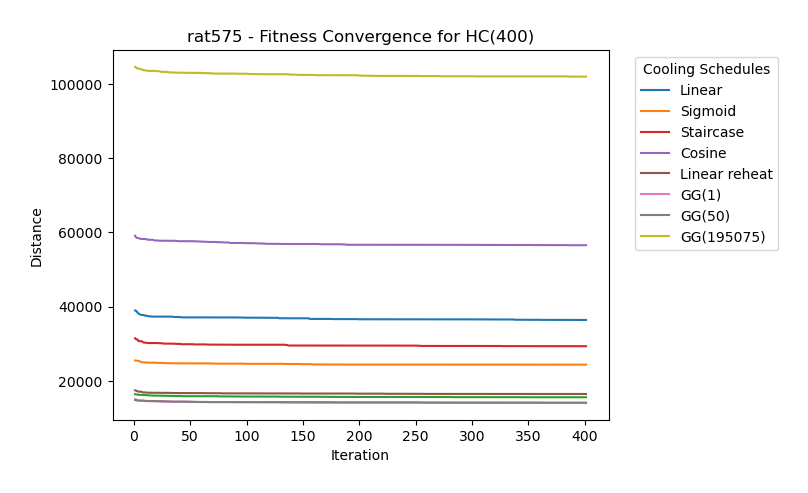 rat575 - Fitness Convergence for HC(400)
Distance
100000
80000
60000
40000
20000
0 50 100 150 200 250 300 350 400
Iteration
Cooling Schedules
Linear
Sigmoid
Staircase
Cosine
Linear reheat
GG(1)
GG(50)
GG(195075)